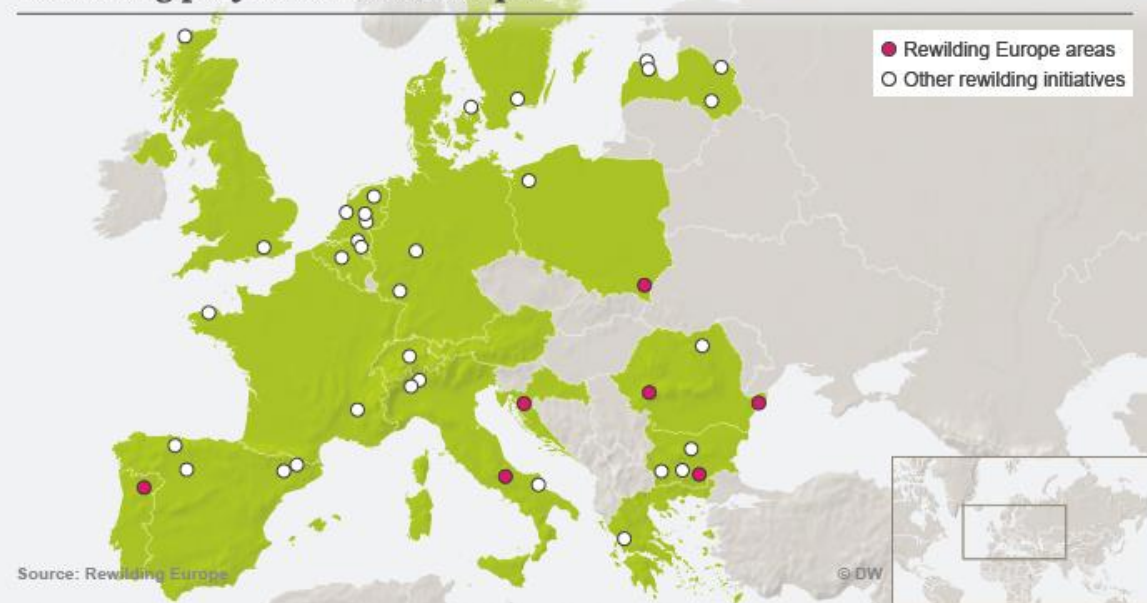 Rewilding Europe areas
Other rewilding initiatives
Source: Rewilding Europe
© DW